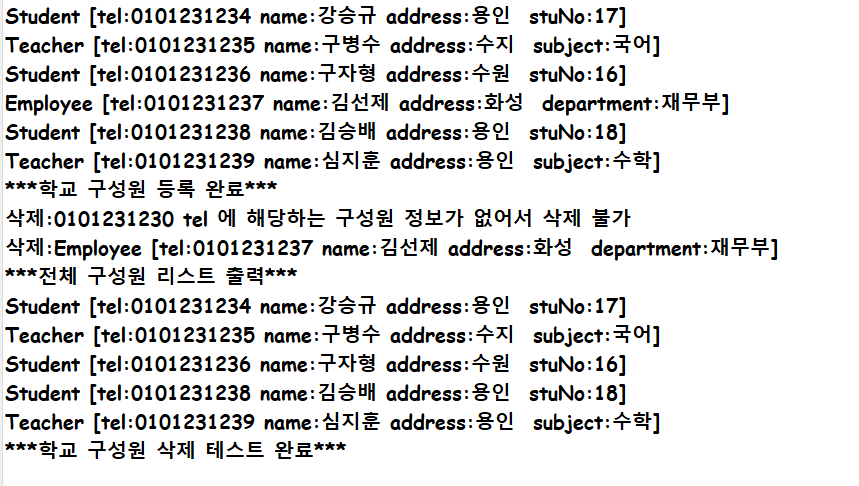 Student [tel:0101231234 name:강승규 address:용인  stuNo:17]
Teacher [tel:0101231235 name:구병수 address:수지  subject:국어]
Student [tel:0101231236 name:구자형 address:수원  stuNo:16]
Employee [tel:0101231237 name:김선제 address:화성  department:재무부]
Student [tel:0101231238 name:김승배 address:용인  stuNo:18]
Teacher [tel:0101231239 name:심지훈 address:용인  subject:수학]
***학교 구성원 등록 완료***
삭제:0101231230 tel 에 해당하는 구성원 정보가 없어서 삭제 불가
삭제:Employee [tel:0101231237 name:김선제 address:화성  department:재무부]
***전체 구성원 리스트 출력***
Student [tel:0101231234 name:강승규 address:용인  stuNo:17]
Teacher [tel:0101231235 name:구병수 address:수지  subject:국어]
Student [tel:0101231236 name:구자형 address:수원  stuNo:16]
Student [tel:0101231238 name:김승배 address:용인  stuNo:18]
Teacher [tel:0101231239 name:심지훈 address:용인  subject:수학]
***학교 구성원 삭제 테스트 완료***